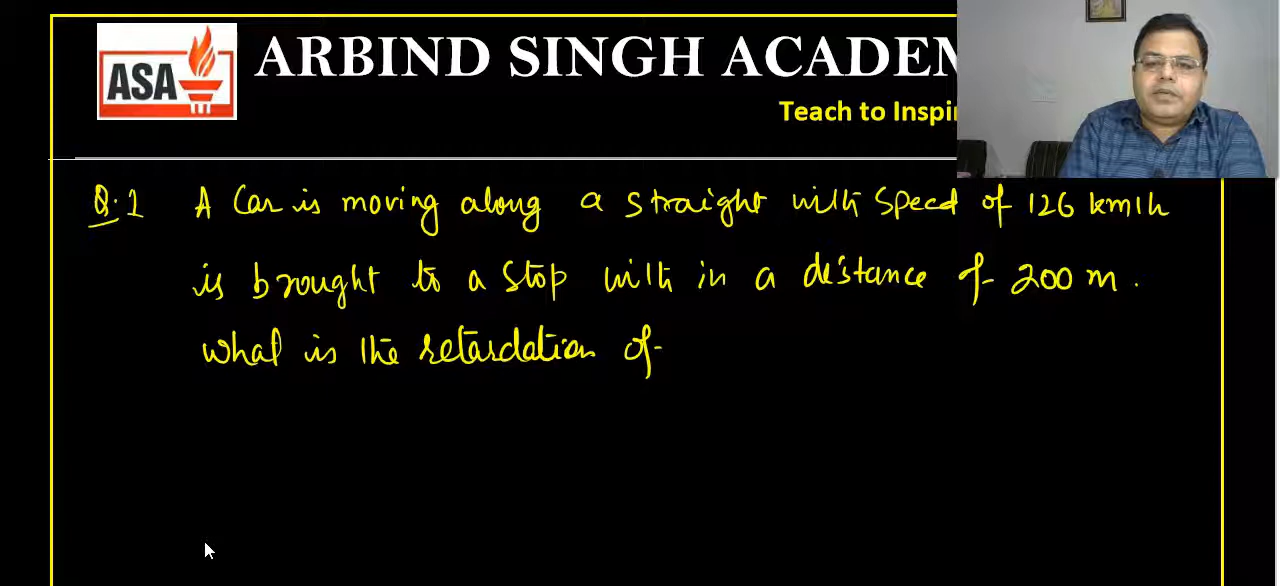 ASA
ARBIND SINGH ACADEM
Teach to Inspi
Q.1 A Car is moving along a straight with speed of 126 km/h
is brought to a stop with in a distance of 200 m.
What is the retardation of